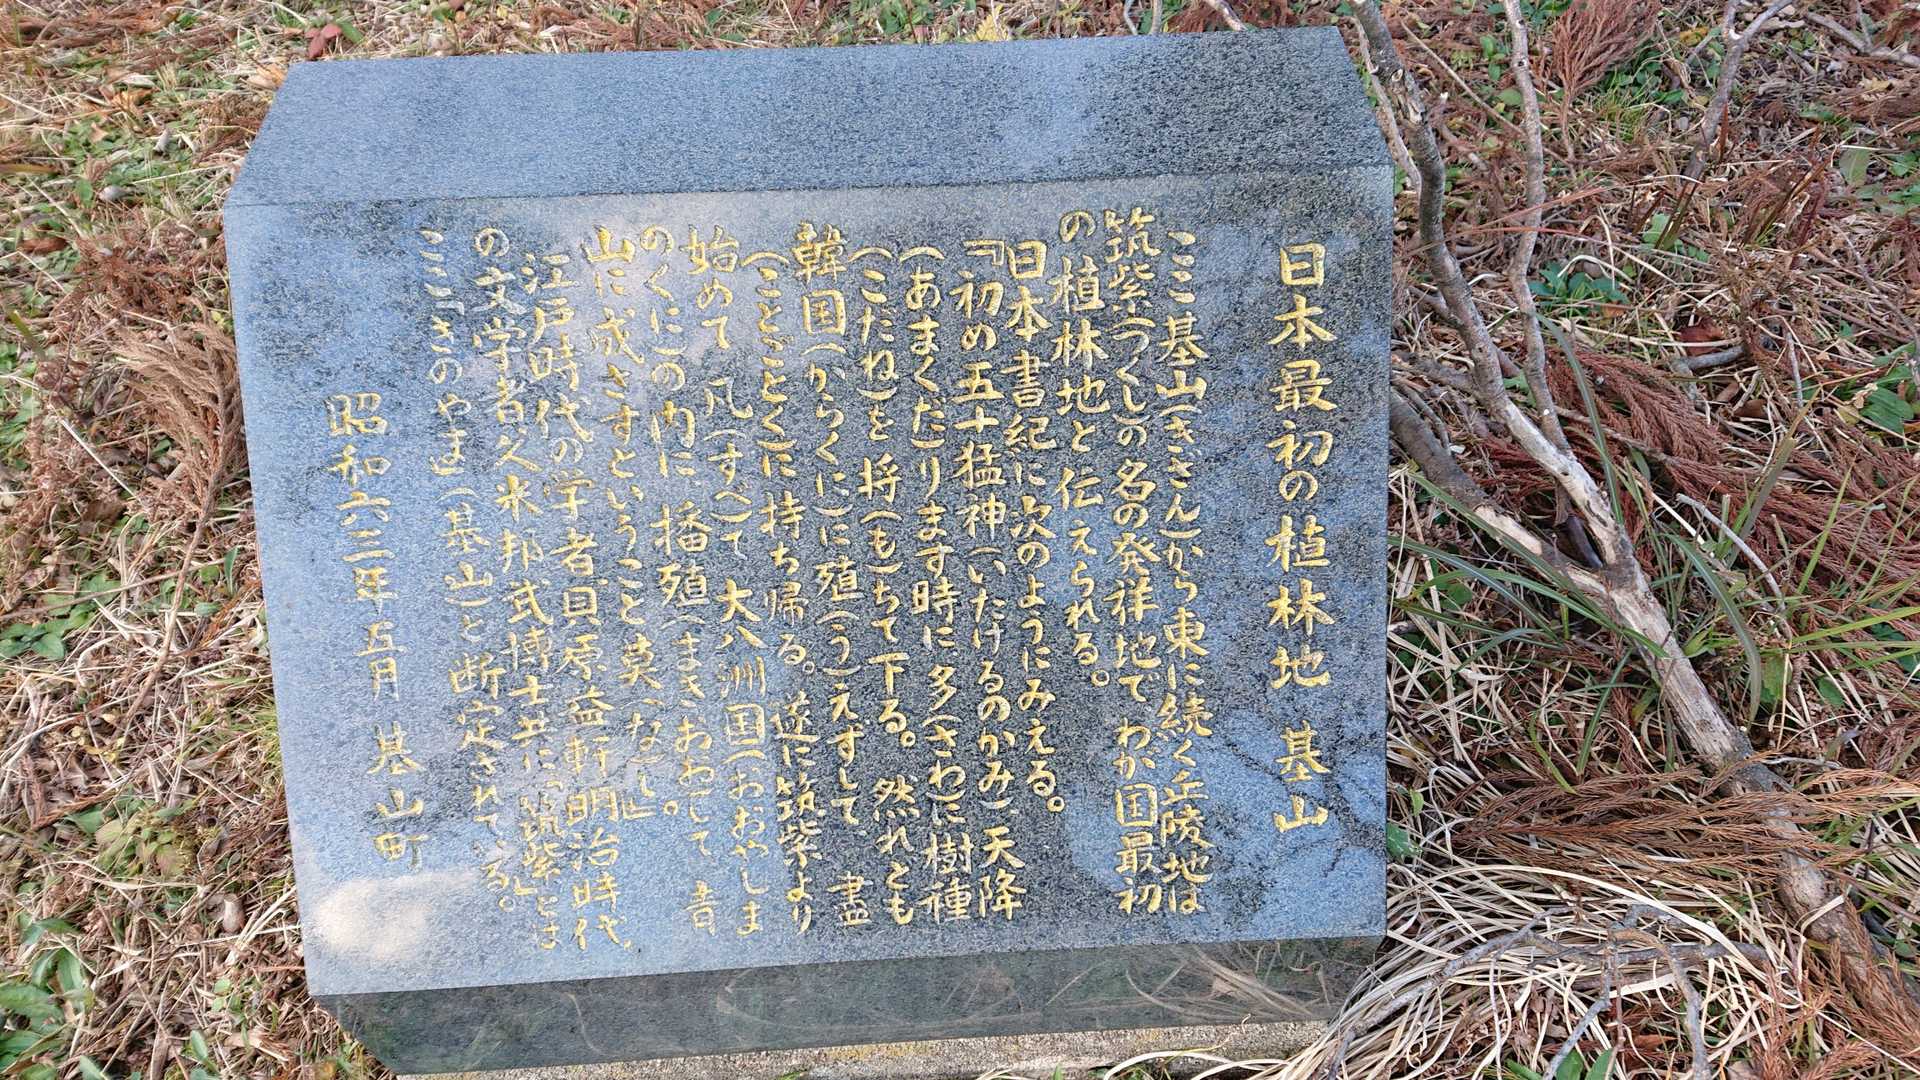 日本最初の植林地　基山
ここ基山(きざん)から東に続く丘陵地は
筑紫(つくし)の名の発祥地で わが国最初
の植林地と伝えられる。
日本書紀に次のようにみえる。
『初め五十猛神(いたけるのかみ)、天降
(あまくだ)ります時に、多(さわ)に樹種
(こだね)を将(も)ちて下る。然れども
韓国(からくに)に殖(う)えずして、盡
(ことごとく)に持ち帰る。遂に筑紫より
始めて 凡(すべ)て 大八洲国(おおやしま
のくに)の内に、播殖(まきおお)して、青
山に成さずということ莫(な)し』
江戸時代の学者貝原益軒、明治時代
の文学者久米邦武博士共に「筑紫」とは
ここ「きのやま」(基山)と断定されている。
昭和六三年五月　基山町